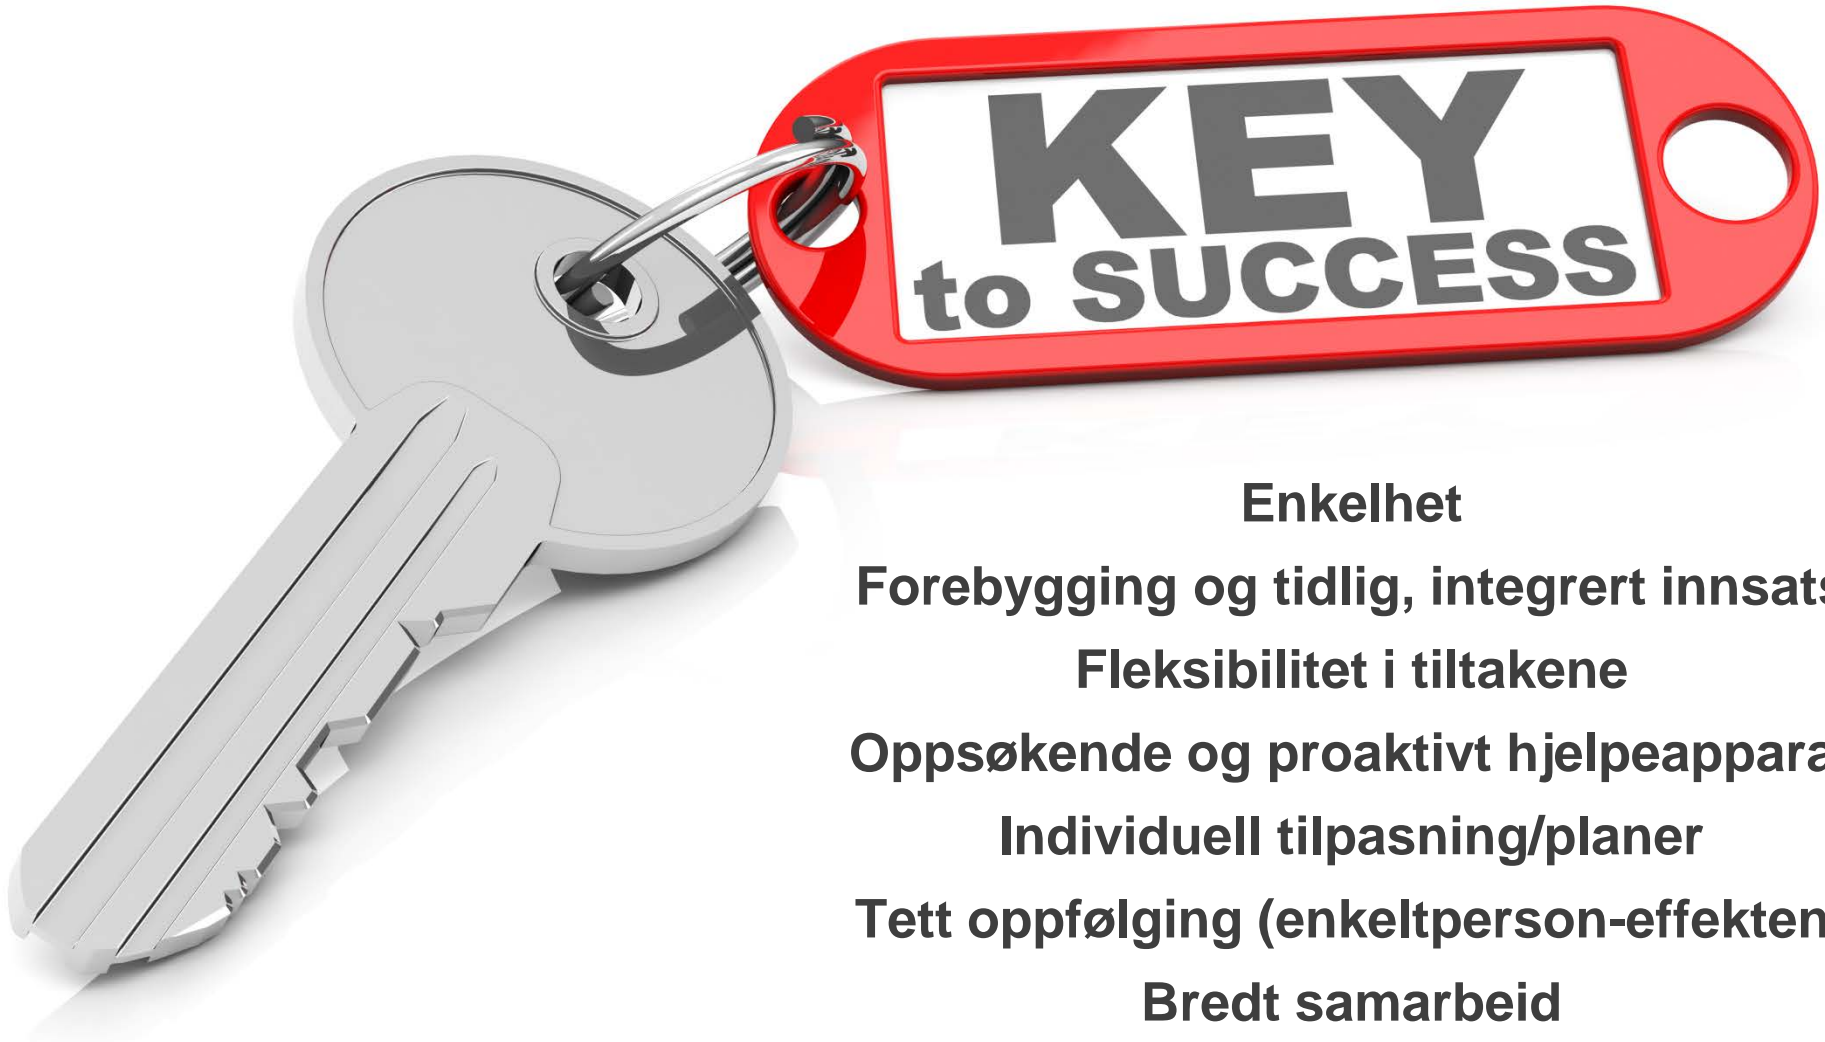 KEY
to SUCCESS
Enkelhet
Forebygging og tidlig, integrert innsats
Fleksibilitet i tiltakene
Oppsøkende og proaktivt hjelpeappara
Individuell tilpasning/planer
Tett oppfølging (enkeltperson-effekten
Bredt samarbeid